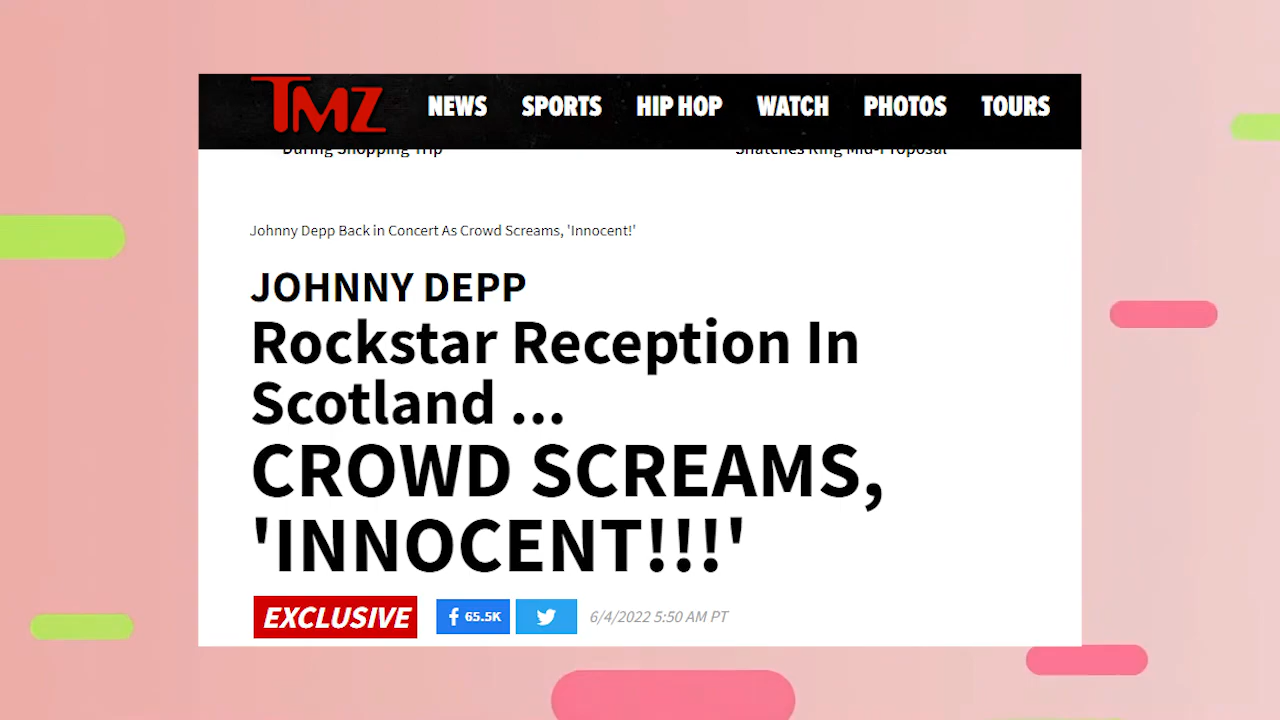 TMZ NEWS SPORTS HIP HOP WATCH PHOTOS TOURS
During Shopping Trip Snatches Ring Mid-Proposal
Johnny Depp Back in Concert As Crowd Screams, 'Innocent!'
JOHNNY DEPP
Rockstar Reception In
Scotland ...
CROWD SCREAMS,
'INNOCENT!!!'
EXCLUSIVE f 65.5K 6/4/2022 5:50 AM PT